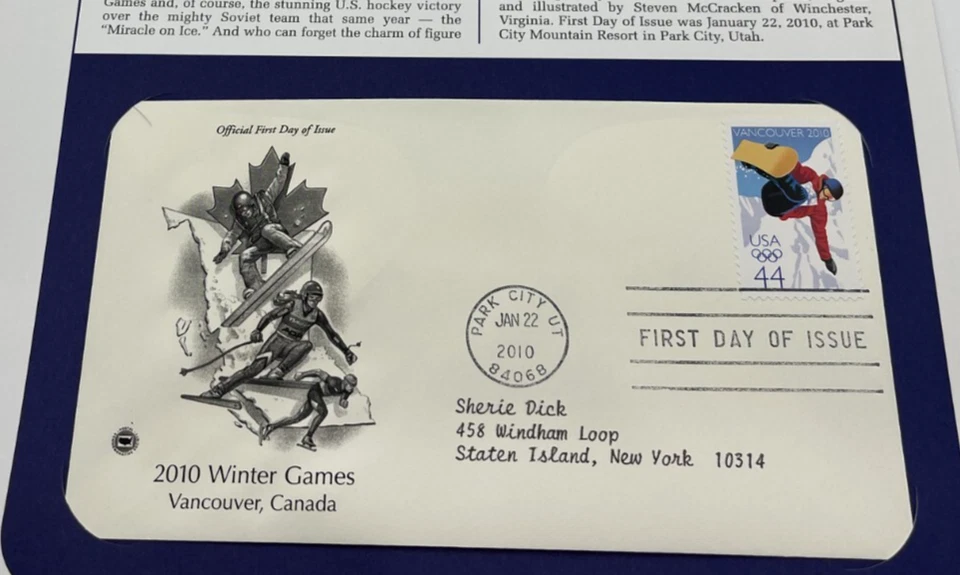 Games and, of course, the stunning U.S. hockey victory
over the mighty Soviet team that same year — the
“Miracle on Ice.” And who can forget the charm of figure
and illustrated by Steven McCracken of Winchester,
Virginia. First Day of Issue was January 22, 2010, at Park
City Mountain Resort in Park City, Utah.
Official First Day of Issue
VANCOUVER 2010
USA
44
PARK CITY UT
JAN 22
2010
84068
FIRST DAY OF ISSUE
Sherie Dick
458 Windham Loop
Staten Island, New York 10314
2010 Winter Games
Vancouver, Canada